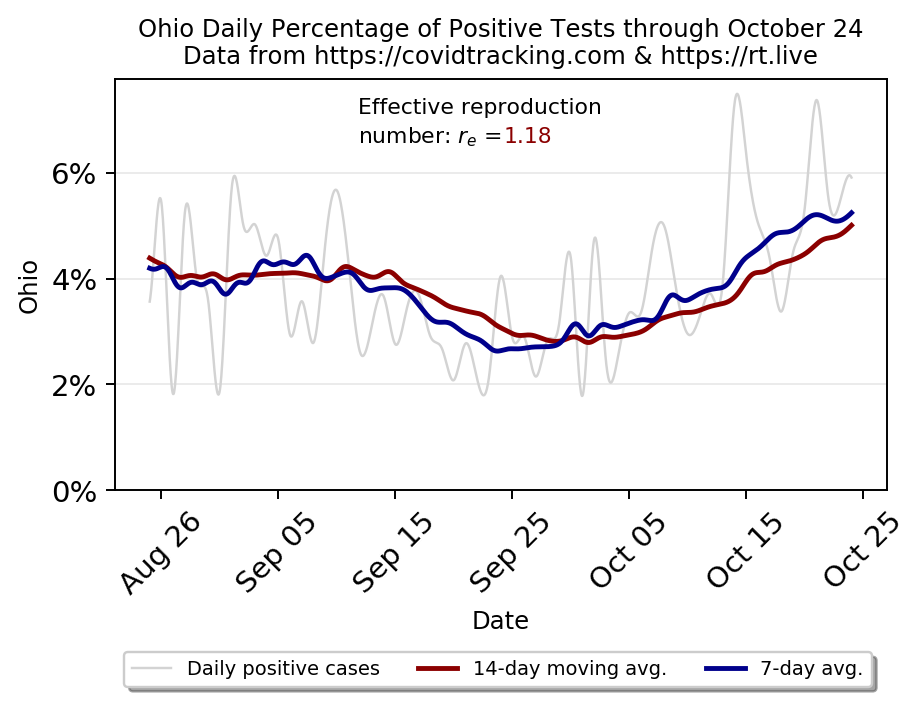 Ohio Daily Percentage of Positive Tests through October 24
Data from https://covidtracking.com & https://rt.live
Effective reproduction
number: rₑ =1.18
6%
4%
2%
0%
Ohio
Aug 26
Sep 05
Sep 15
Sep 25
Oct 05
Oct 15
Oct 25
Date
Daily positive cases
14-day moving avg.
7-day avg.